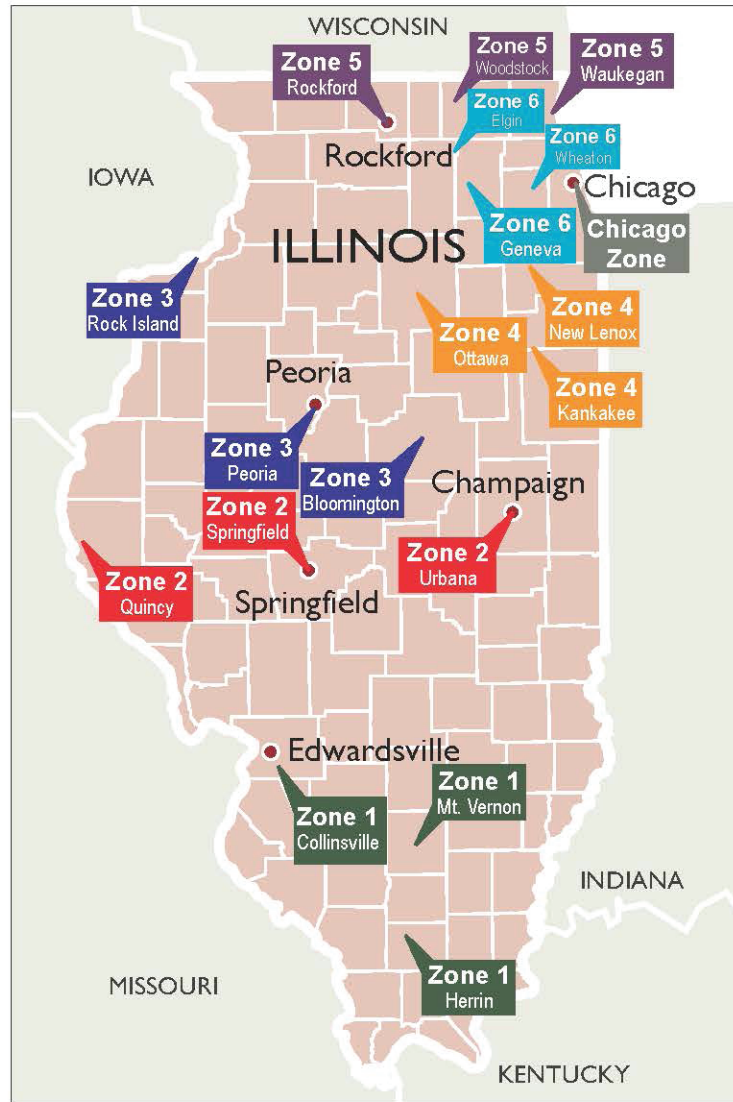 WISCONSIN
Zone 5
Rockford
Zone 5
Woodstock
Zone 5
Waukegan
Zone 6
Elgin
Zone 6
Wheaton
Rockford
IOWA
Chicago
ILLINOIS
Zone 6
Geneva
Chicago
Zone
Zone 3
Rock Island
Zone 4
Ottawa
Zone 4
New Lenox
Peoria
Zone 4
Kankakee
Zone 3
Peoria
Zone 3
Bloomington
Champaign
Zone 2
Springfield
Zone 2
Quincy
Zone 2
Urbana
Springfield
Edwardsville
Zone 1
Collinsville
Zone 1
Mt. Vernon
INDIANA
Zone 1
Herrin
MISSOURI
KENTUCKY